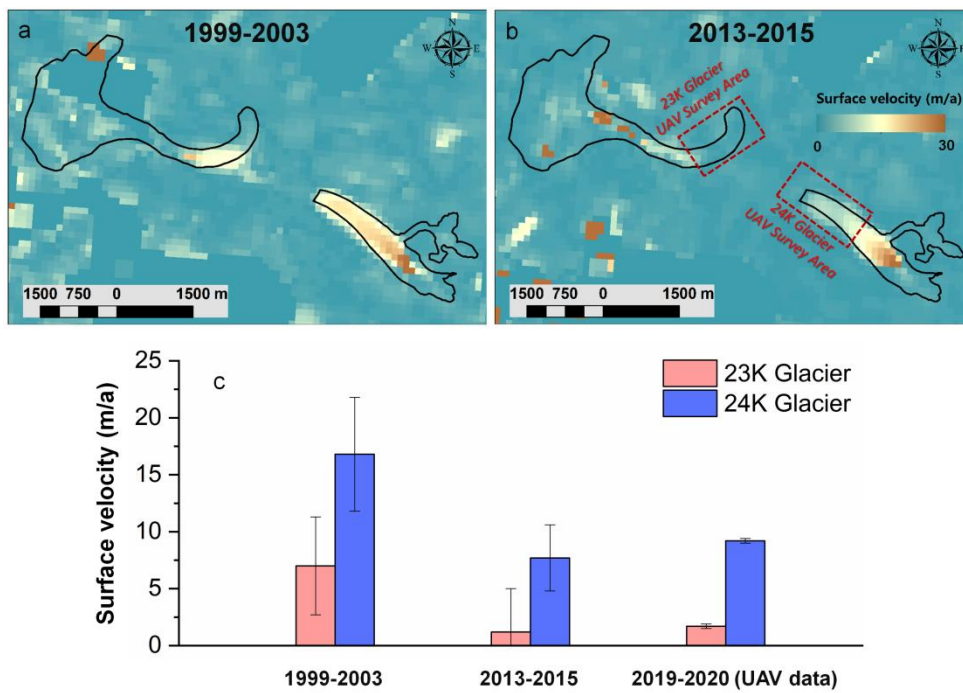 a
1999-2003
N
W E
S
1500 750 0 1500 m
b
2013-2015
N
W E
S
23K Glacier
UAV Survey Area
Surface velocity (m/a)
0 30
24K Glacier
UAV Survey Area
1500 750 0 1500 m
c
Surface velocity (m/a)
25
20
15
10
5
0
23K Glacier
24K Glacier
1999-2003
2013-2015
2019-2020 (UAV data)